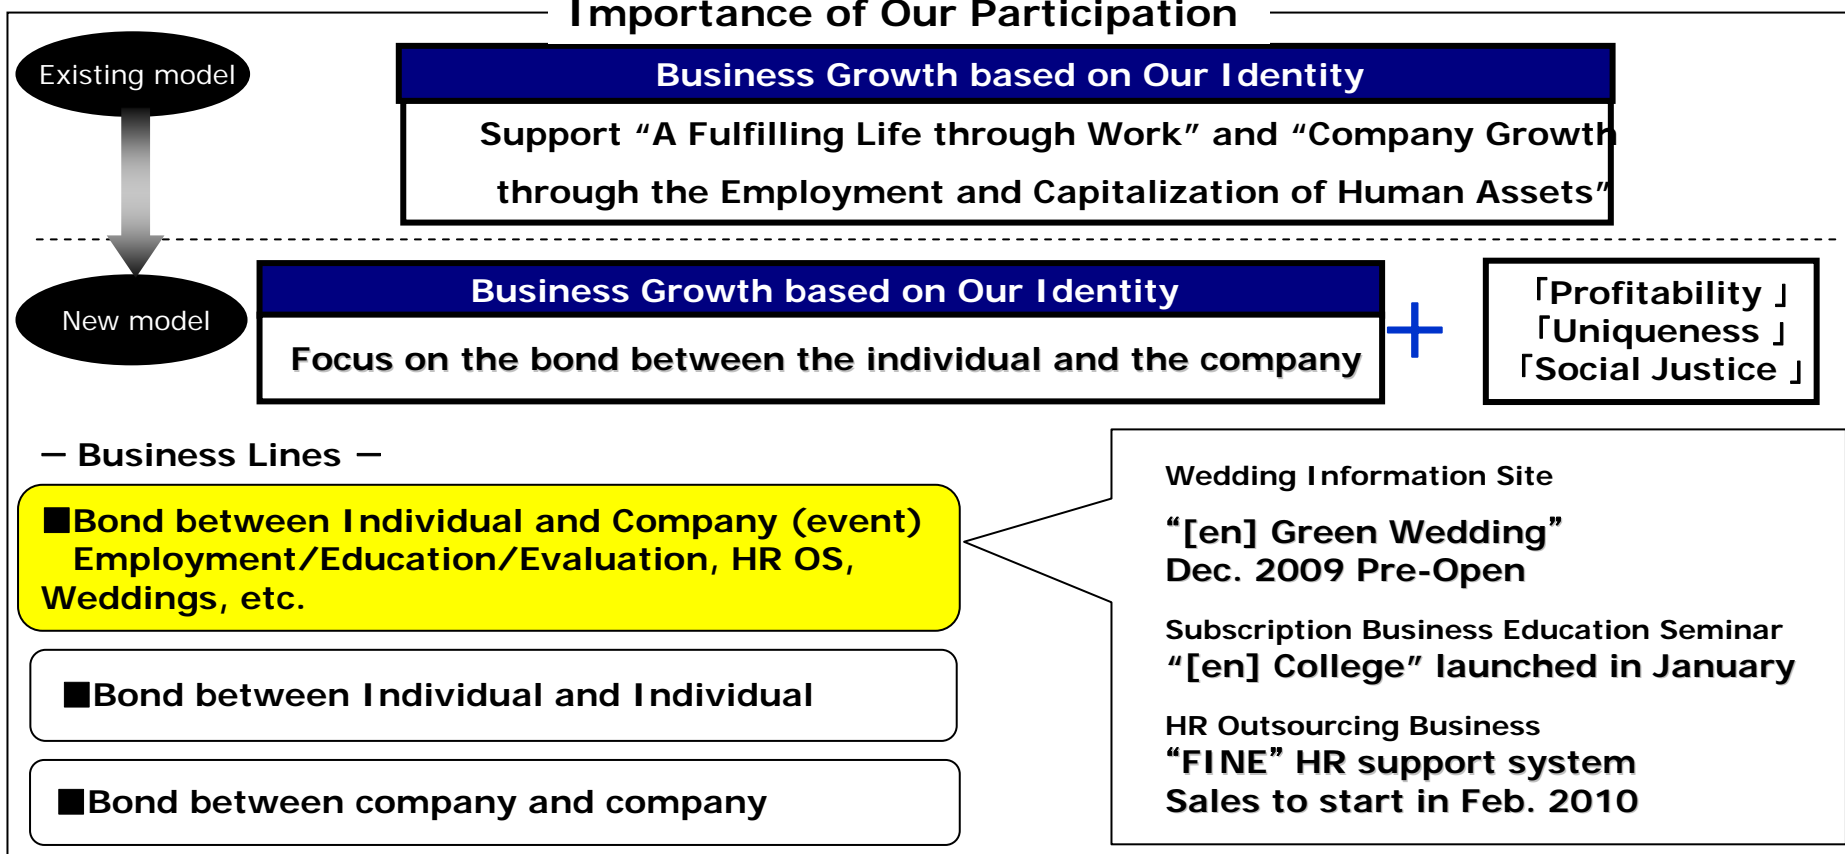 Importance of Our Participation
Existing model
Business Growth based on Our Identity
Support “A Fulfilling Life through Work” and “Company Growth
through the Employment and Capitalization of Human Assets”
New model
Business Growth based on Our Identity
Focus on the bond between the individual and the company
+
「Profitability 」
「Uniqueness 」
「Social Justice 」
― Business Lines ―
■Bond between Individual and Company (event)
Employment/Education/Evaluation, HR OS,
Weddings, etc.
■Bond between Individual and Individual
■Bond between company and company
Wedding Information Site
“[en] Green Wedding”
Dec. 2009 Pre-Open
Subscription Business Education Seminar
“[en] College” launched in January
HR Outsourcing Business
“FINE” HR support system
Sales to start in Feb. 2010